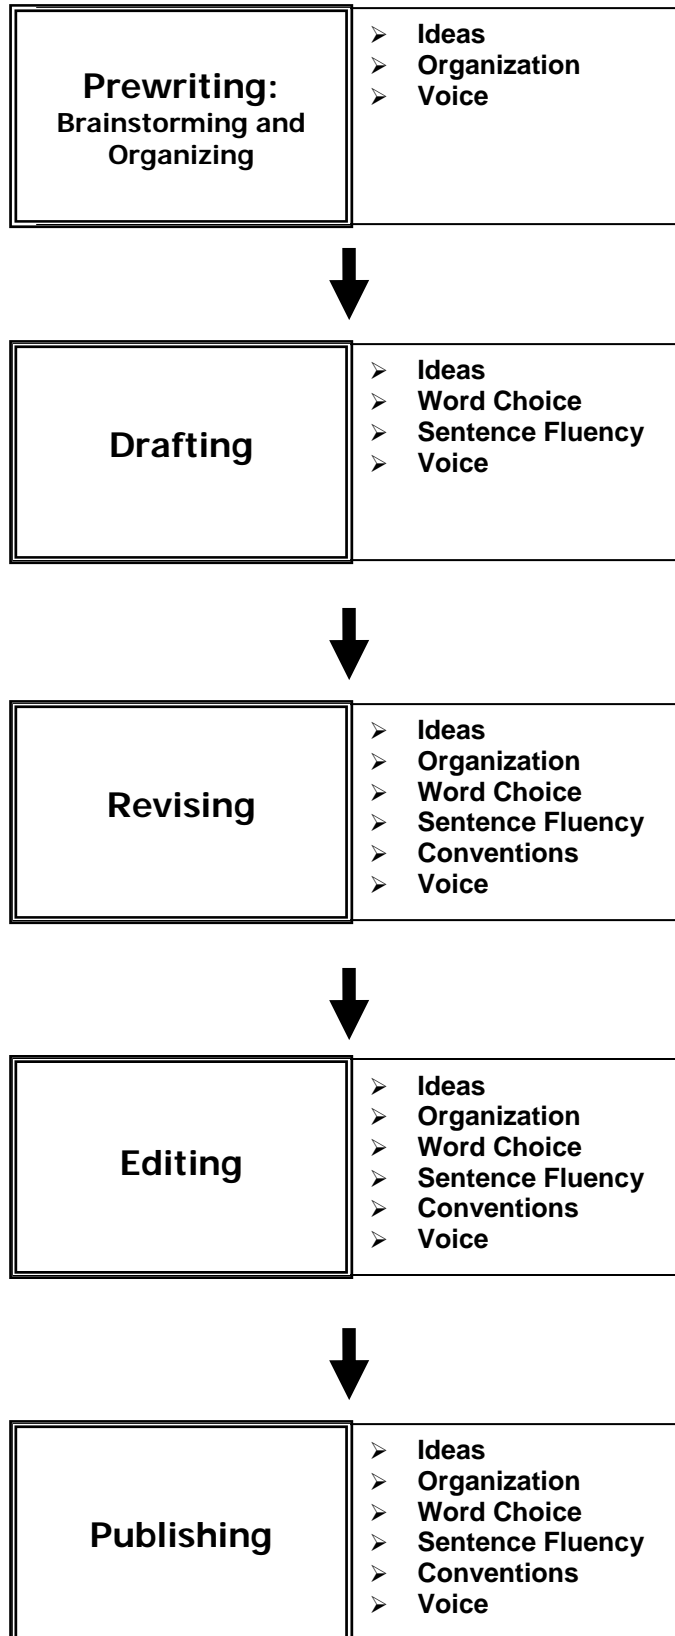 Prewriting:
Brainstorming and
Organizing
➢ Ideas
➢ Organization
➢ Voice
Drafting
➢ Ideas
➢ Word Choice
➢ Sentence Fluency
➢ Voice
Revising
➢ Ideas
➢ Organization
➢ Word Choice
➢ Sentence Fluency
➢ Conventions
➢ Voice
Editing
➢ Ideas
➢ Organization
➢ Word Choice
➢ Sentence Fluency
➢ Conventions
➢ Voice
Publishing
➢ Ideas
➢ Organization
➢ Word Choice
➢ Sentence Fluency
➢ Conventions
➢ Voice